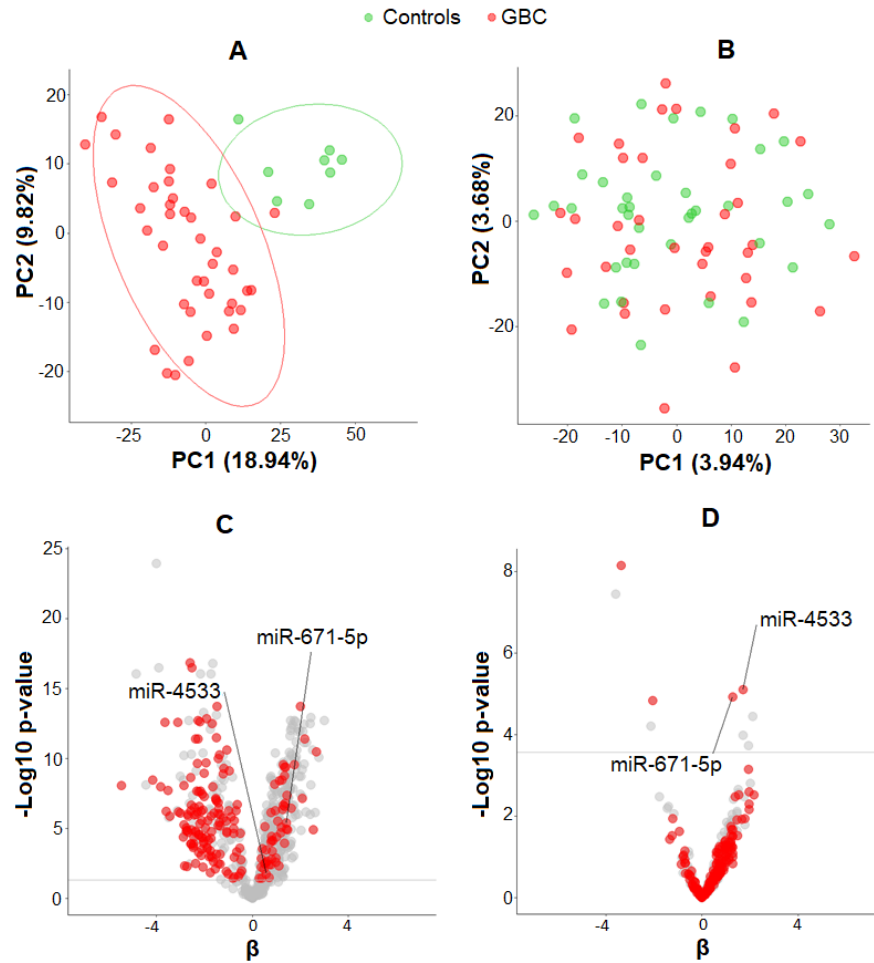 Controls GBC
A
B
20
10
0
-10
-20
PC2 (9.82%)
-25 0 25 50
PC1 (18.94%)
20
0
-20
PC2 (3.68%)
-20 -10 0 10 20 30
PC1 (3.94%)
C
D
25
20
15
10
5
0
-Log10 p-value
miR-671-5p
miR-4533
-4 0 4
β
8
6
4
2
0
-Log10 p-value
miR-4533
miR-671-5p
-4 0 4
β